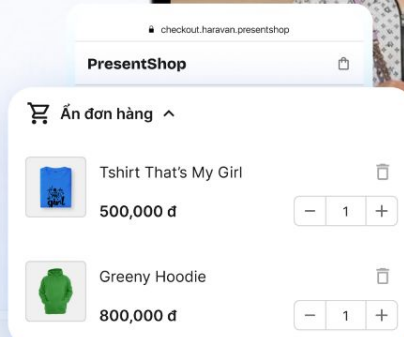 checkout.haravan.presentshop
PresentShop
Ẩn đơn hàng
Tshirt That's My Girl
500,000 đ
1
Greeny Hoodie
800,000 đ
1
girl